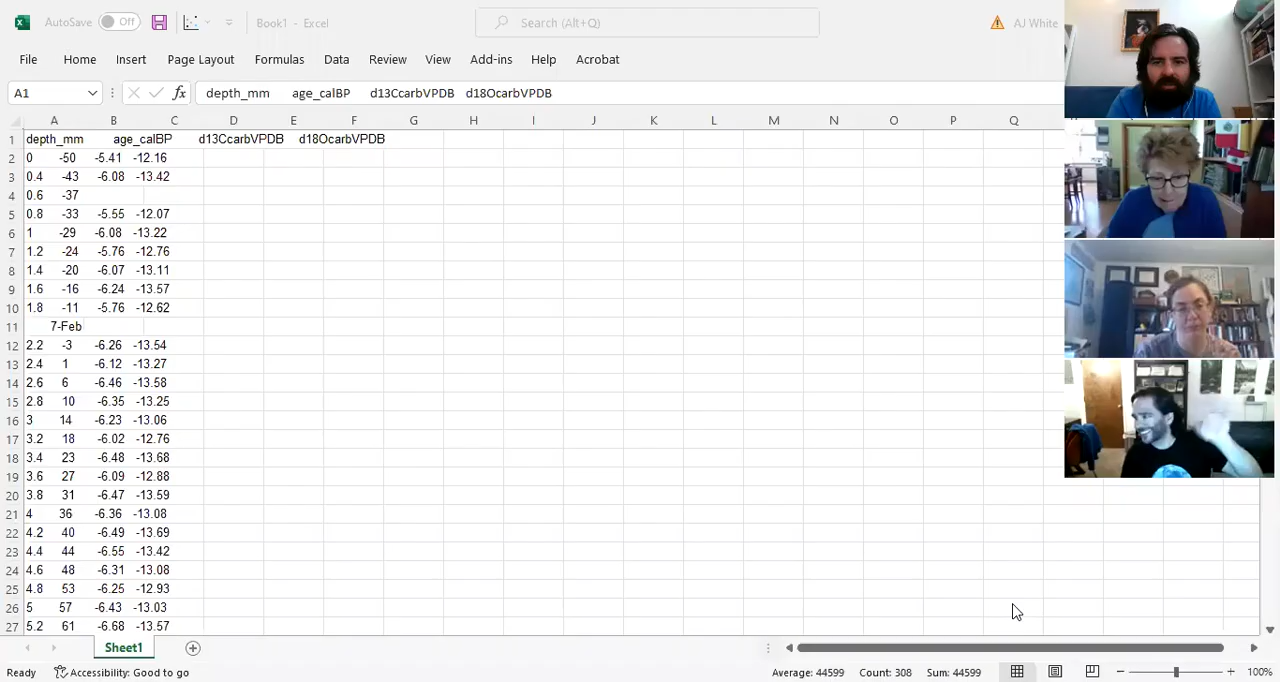 AutoSave Off Book1 - Excel Search (Alt+Q) AJ White
File Home Insert Page Layout Formulas Data Review View Add-ins Help Acrobat
A1 fx depth_mm age_calBP d13CcarbVPDB d18OcarbVPDB
A B C D E F G H I J K L M N O P Q
1 depth_mm age_calBP d13CcarbVPDB d18OcarbVPDB
2 0 -50 -5.41 -12.16
3 0.4 -43 -6.08 -13.42
4 0.6 -37
5 0.8 -33 -5.55 -12.07
6 1 -29 -6.08 -13.22
7 1.2 -24 -5.76 -12.76
8 1.4 -20 -6.07 -13.11
9 1.6 -16 -6.24 -13.57
10 1.8 -11 -5.76 -12.62
11 7-Feb
12 2.2 -3 -6.26 -13.54
13 2.4 1 -6.12 -13.27
14 2.6 6 -6.46 -13.58
15 2.8 10 -6.35 -13.25
16 3 14 -6.23 -13.06
17 3.2 18 -6.02 -12.76
18 3.4 23 -6.48 -13.68
19 3.6 27 -6.09 -12.88
20 3.8 31 -6.47 -13.59
21 4 36 -6.36 -13.08
22 4.2 40 -6.49 -13.69
23 4.4 44 -6.55 -13.42
24 4.6 48 -6.31 -13.08
25 4.8 53 -6.25 -12.93
26 5 57 -6.43 -13.03
27 5.2 61 -6.68 -13.57
Sheet1
Ready Accessibility: Good to go Average: 44599 Count: 308 Sum: 44599 100%